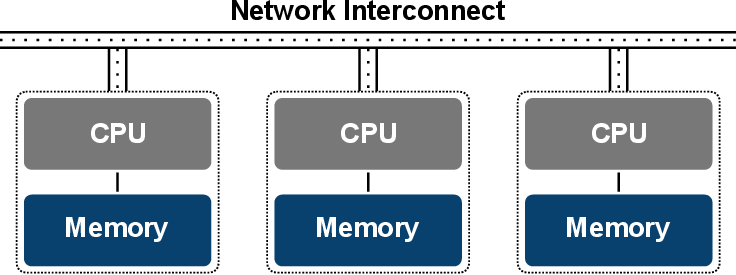 Network Interconnect
CPU
CPU
CPU
Memory
Memory
Memory